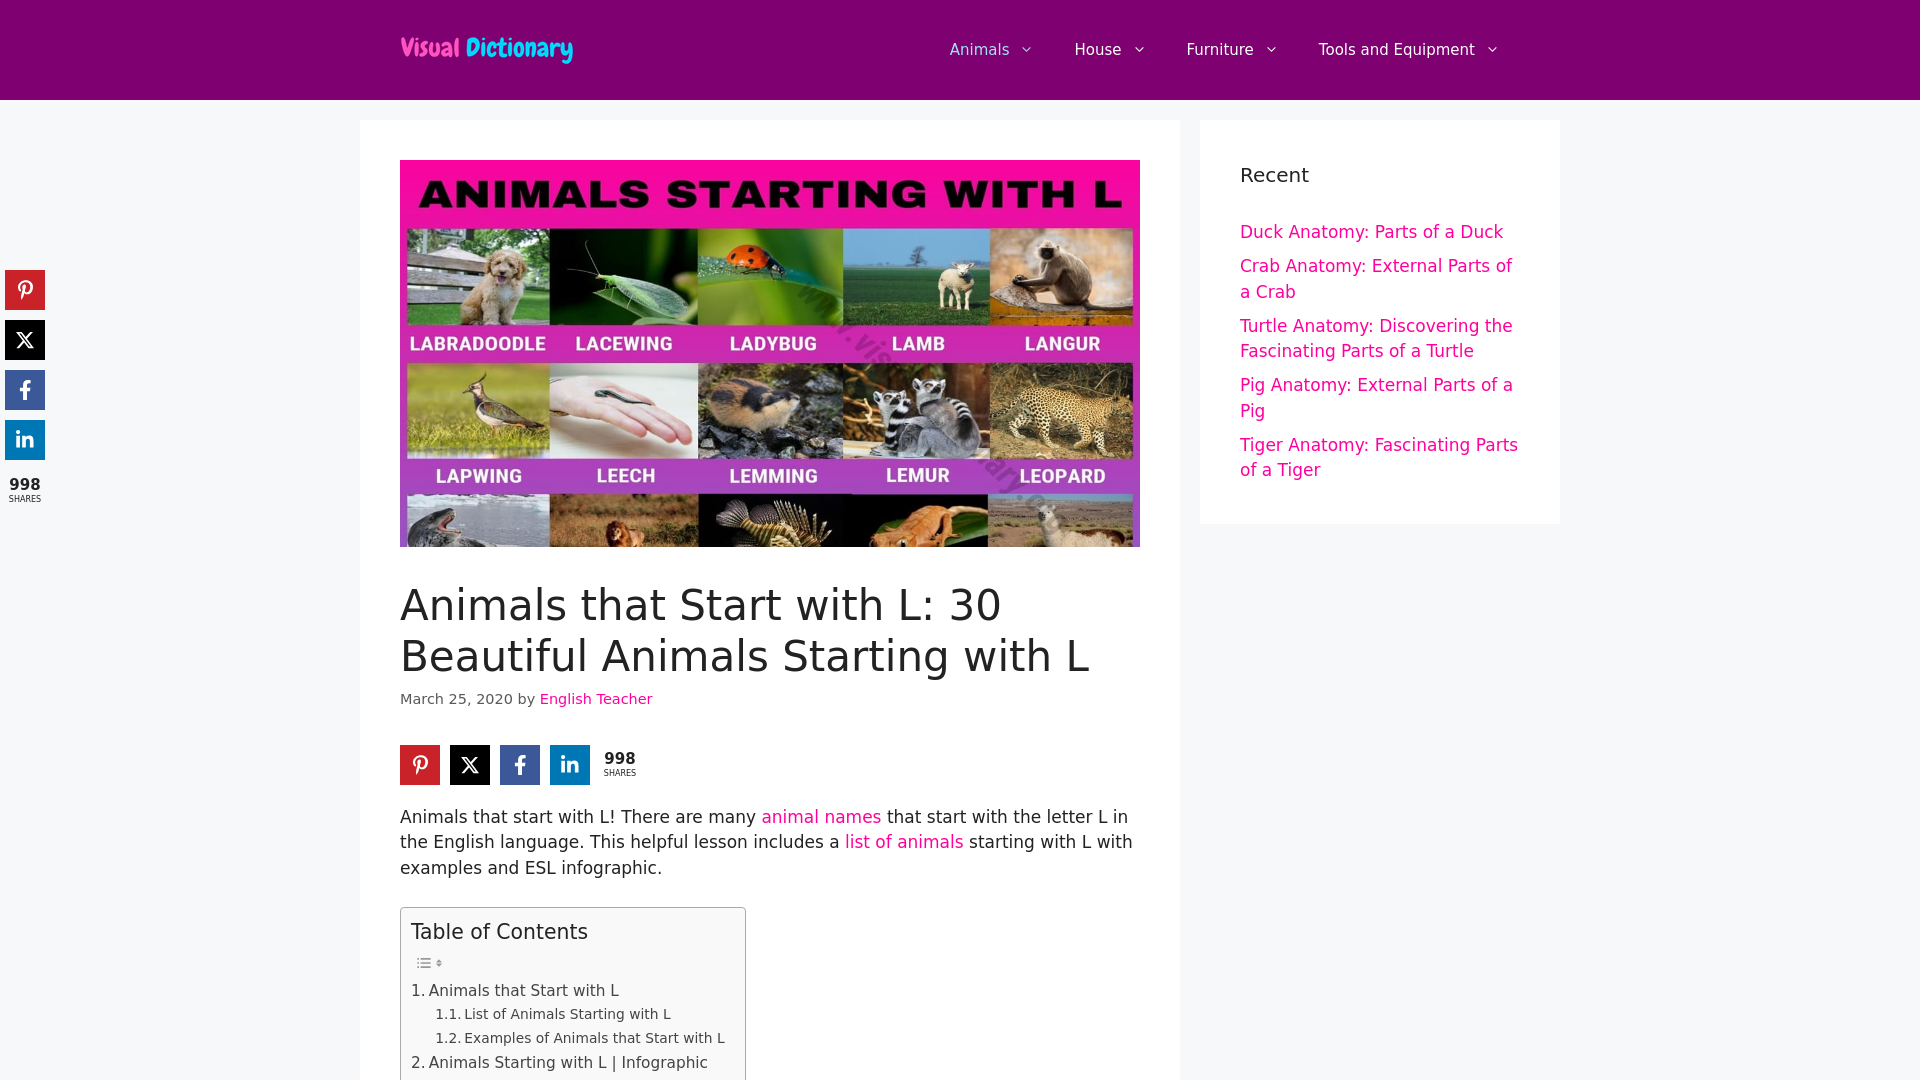 Visual Dictionary
Animals
House
Furniture
Tools and Equipment
ANIMALS STARTING WITH L
LABRADOODLE LACEWING LADYBUG LAMB LANGUR
LAPWING LEECH LEMMING LEMUR LEOPARD
Animals that Start with L: 30
Beautiful Animals Starting with L
March 25, 2020 by English Teacher
998
SHARES
Animals that start with L! There are many animal names that start with the letter L in
the English language. This helpful lesson includes a list of animals starting with L with
examples and ESL infographic.
Table of Contents
1. Animals that Start with L
1.1. List of Animals Starting with L
1.2. Examples of Animals that Start with L
2. Animals Starting with L | Infographic
Recent
Duck Anatomy: Parts of a Duck
Crab Anatomy: External Parts of
a Crab
Turtle Anatomy: Discovering the
Fascinating Parts of a Turtle
Pig Anatomy: External Parts of a
Pig
Tiger Anatomy: Fascinating Parts
of a Tiger
998
SHARES